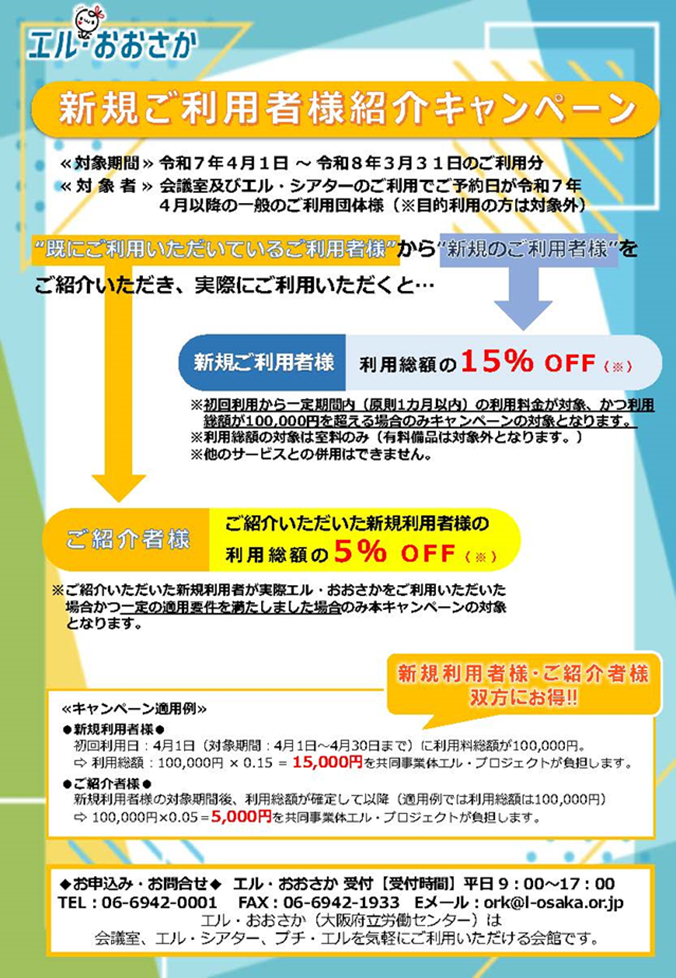 エル・おおさか
新規ご利用者様紹介キャンペーン
≪対象期間≫ 令和７年４月１日 ～ 令和８年３月３１日のご利用分
≪対 象 者≫ 会議室及びエル・シアターのご利用でご予約日が令和７年
４月以降の一般のご利用団体様（※目的利用の方は対象外）
“既にご利用いただいているご利用者様”から“新規のご利用者様”を
ご紹介いただき、実際にご利用いただくと…
新規ご利用者様 利用総額の15% OFF（※）
※初回利用から一定期間内（原則1カ月以内）の利用料金が対象、かつ利用
総額が100,000円を超える場合のみキャンペーンの対象となります。
※利用総額の対象は室料のみ（有料備品は対象外となります。）
※他のサービスとの併用はできません。
ご紹介者様 ご紹介いただいた新規利用者様の
利用総額の5% OFF（※）
※ご紹介いただいた新規利用者が実際エル・おおさかをご利用いただいた
場合かつ一定の適用要件を満たしました場合のみ本キャンペーンの対象
となります。
新規利用者様・ご紹介者様
双方にお得!!
≪キャンペーン適用例≫
●新規利用者様●
初回利用日：4月1日（対象期間：4月1日～4月30日まで）に利用料総額が100,000円。
⇨ 利用総額：100,000円 × 0.15 = 15,000円を共同事業体エル・プロジェクトが負担します。
●ご紹介者様●
新規利用者様の対象期間後、利用総額が確定して以降（適用例では利用総額は100,000円）
⇨ 100,000円×0.05＝5,000円を共同事業体エル・プロジェクトが負担します。
◆お申込み・お問合せ◆ エル・おおさか 受付【受付時間】平日９：００～１７：００
TEL：06-6942-0001 FAX：06-6942-1933 Eメール：ork@l-osaka.or.jp
エル・おおさか（大阪府立労働センター）は
会議室、エル・シアター、プチ・エルを気軽にご利用いただける会館です。